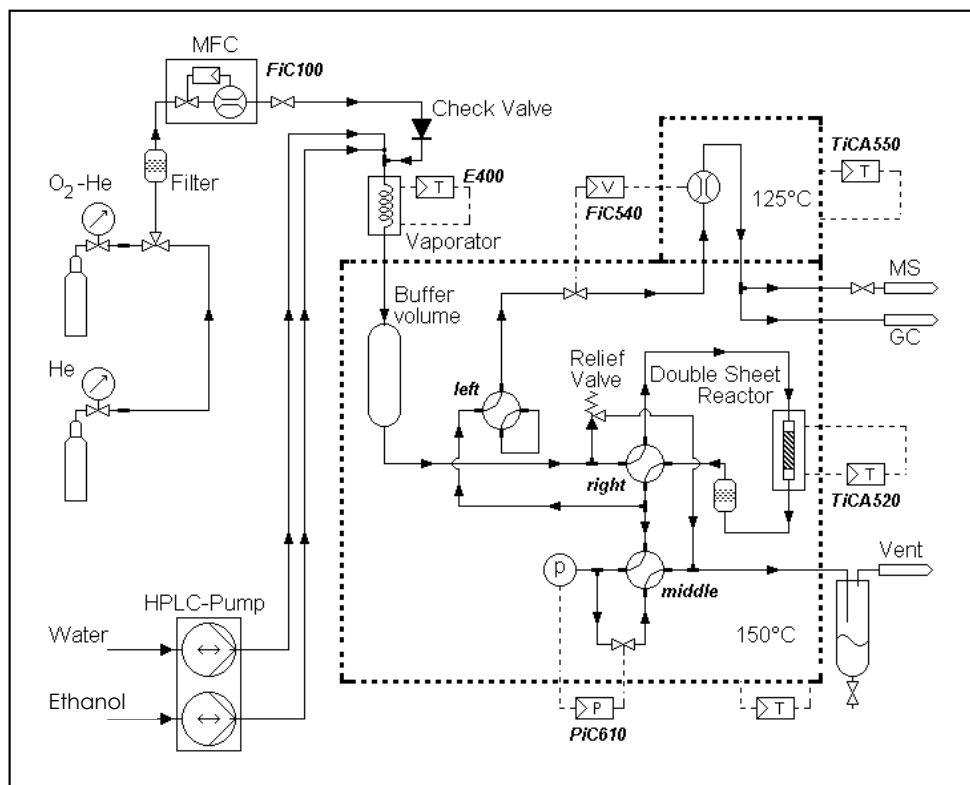 MFC
FiC100
Check Valve
O2-He
Filter
E400
T
Vaporator
V
FiC540
TiCA550
T
125°C
MS
GC
Buffer
volume
He
left
Relief
Valve
Double Sheet
Reactor
right
T
TiCA520
p
middle
Vent
HPLC-Pump
Water
Ethanol
150°C
P
PiC610
T